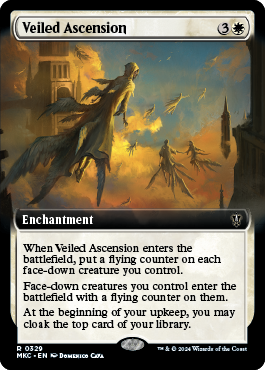 Veiled Ascension 3
Enchantment
When Veiled Ascension enters the
battlefield, put a flying counter on each
face-down creature you control.
Face-down creatures you control enter the
battlefield with a flying counter on them.
At the beginning of your upkeep, you may
cloak the top card of your library.
R 0329
MKC • EN Domenico Cava
™ & © 2024 Wizards of the Coast